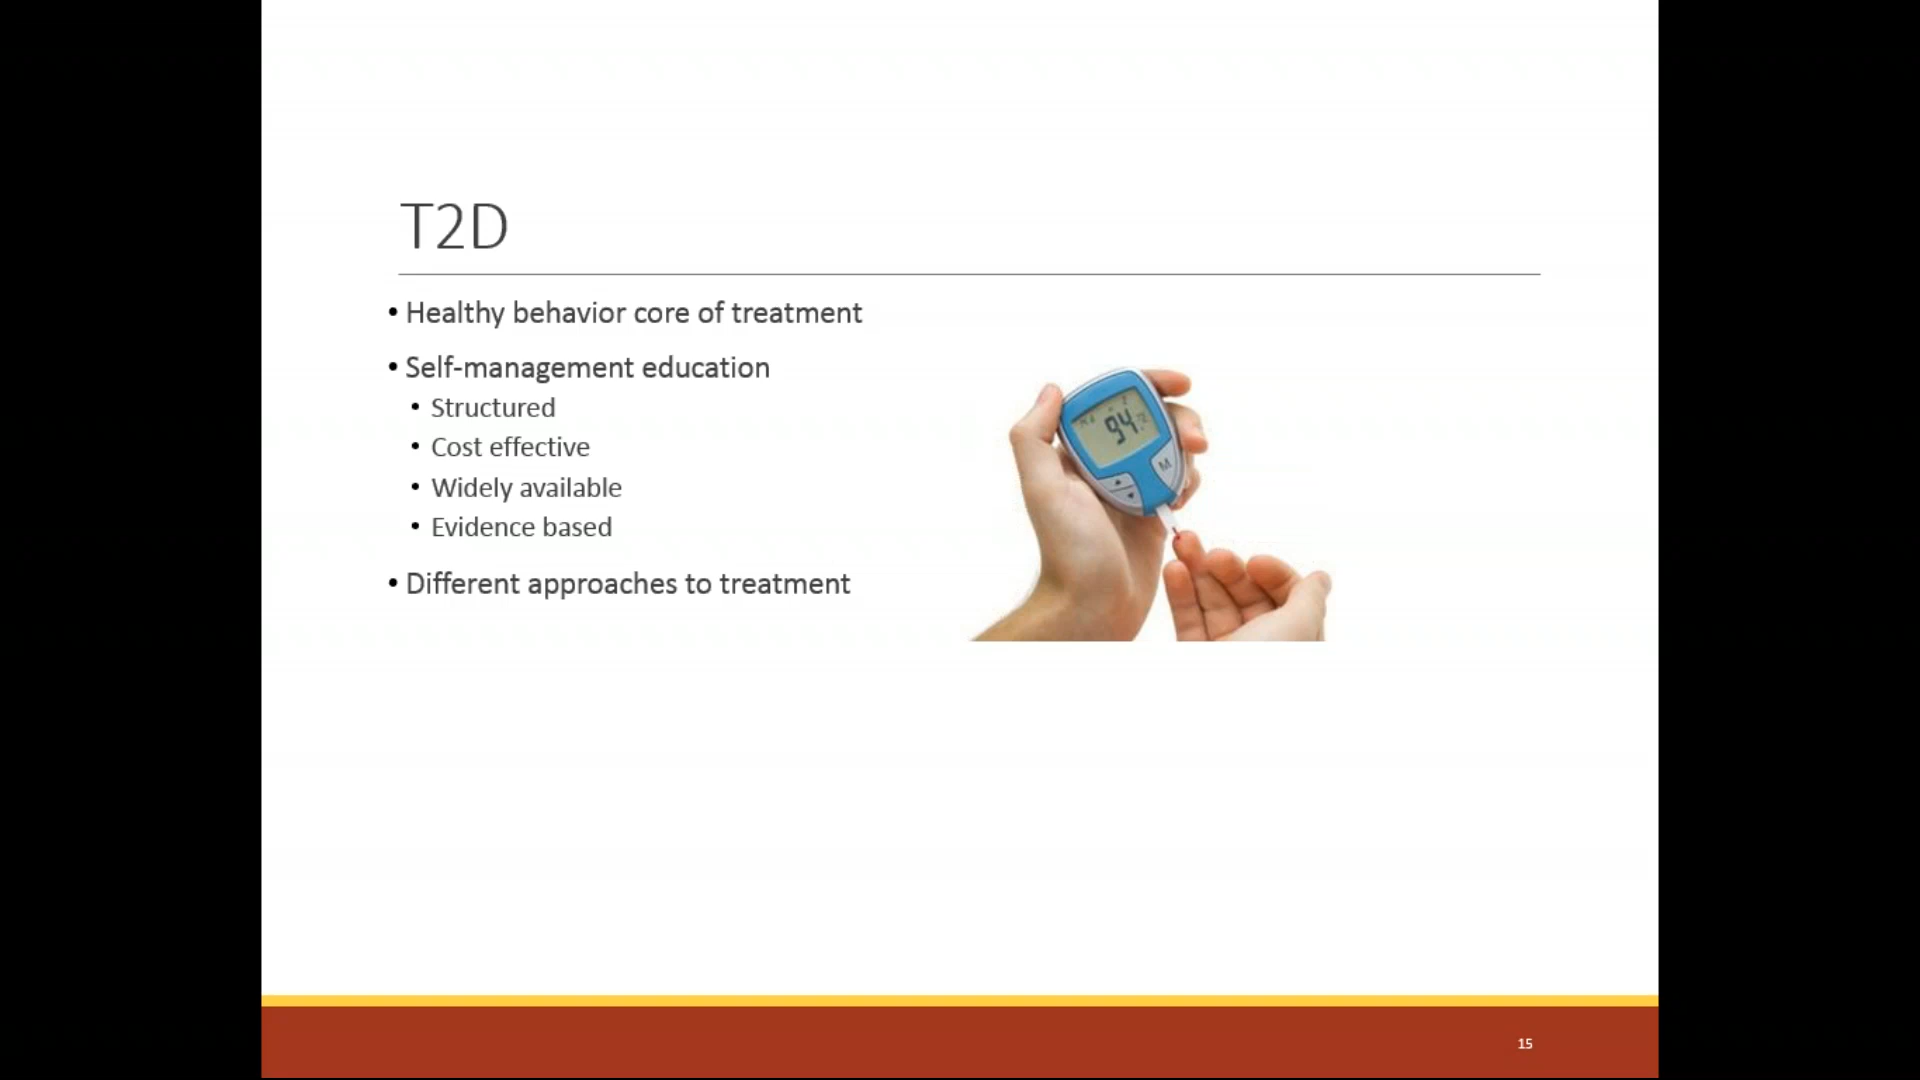 T2D
• Healthy behavior core of treatment
• Self-management education
• Structured
• Cost effective
• Widely available
• Evidence based
• Different approaches to treatment
94
M
15